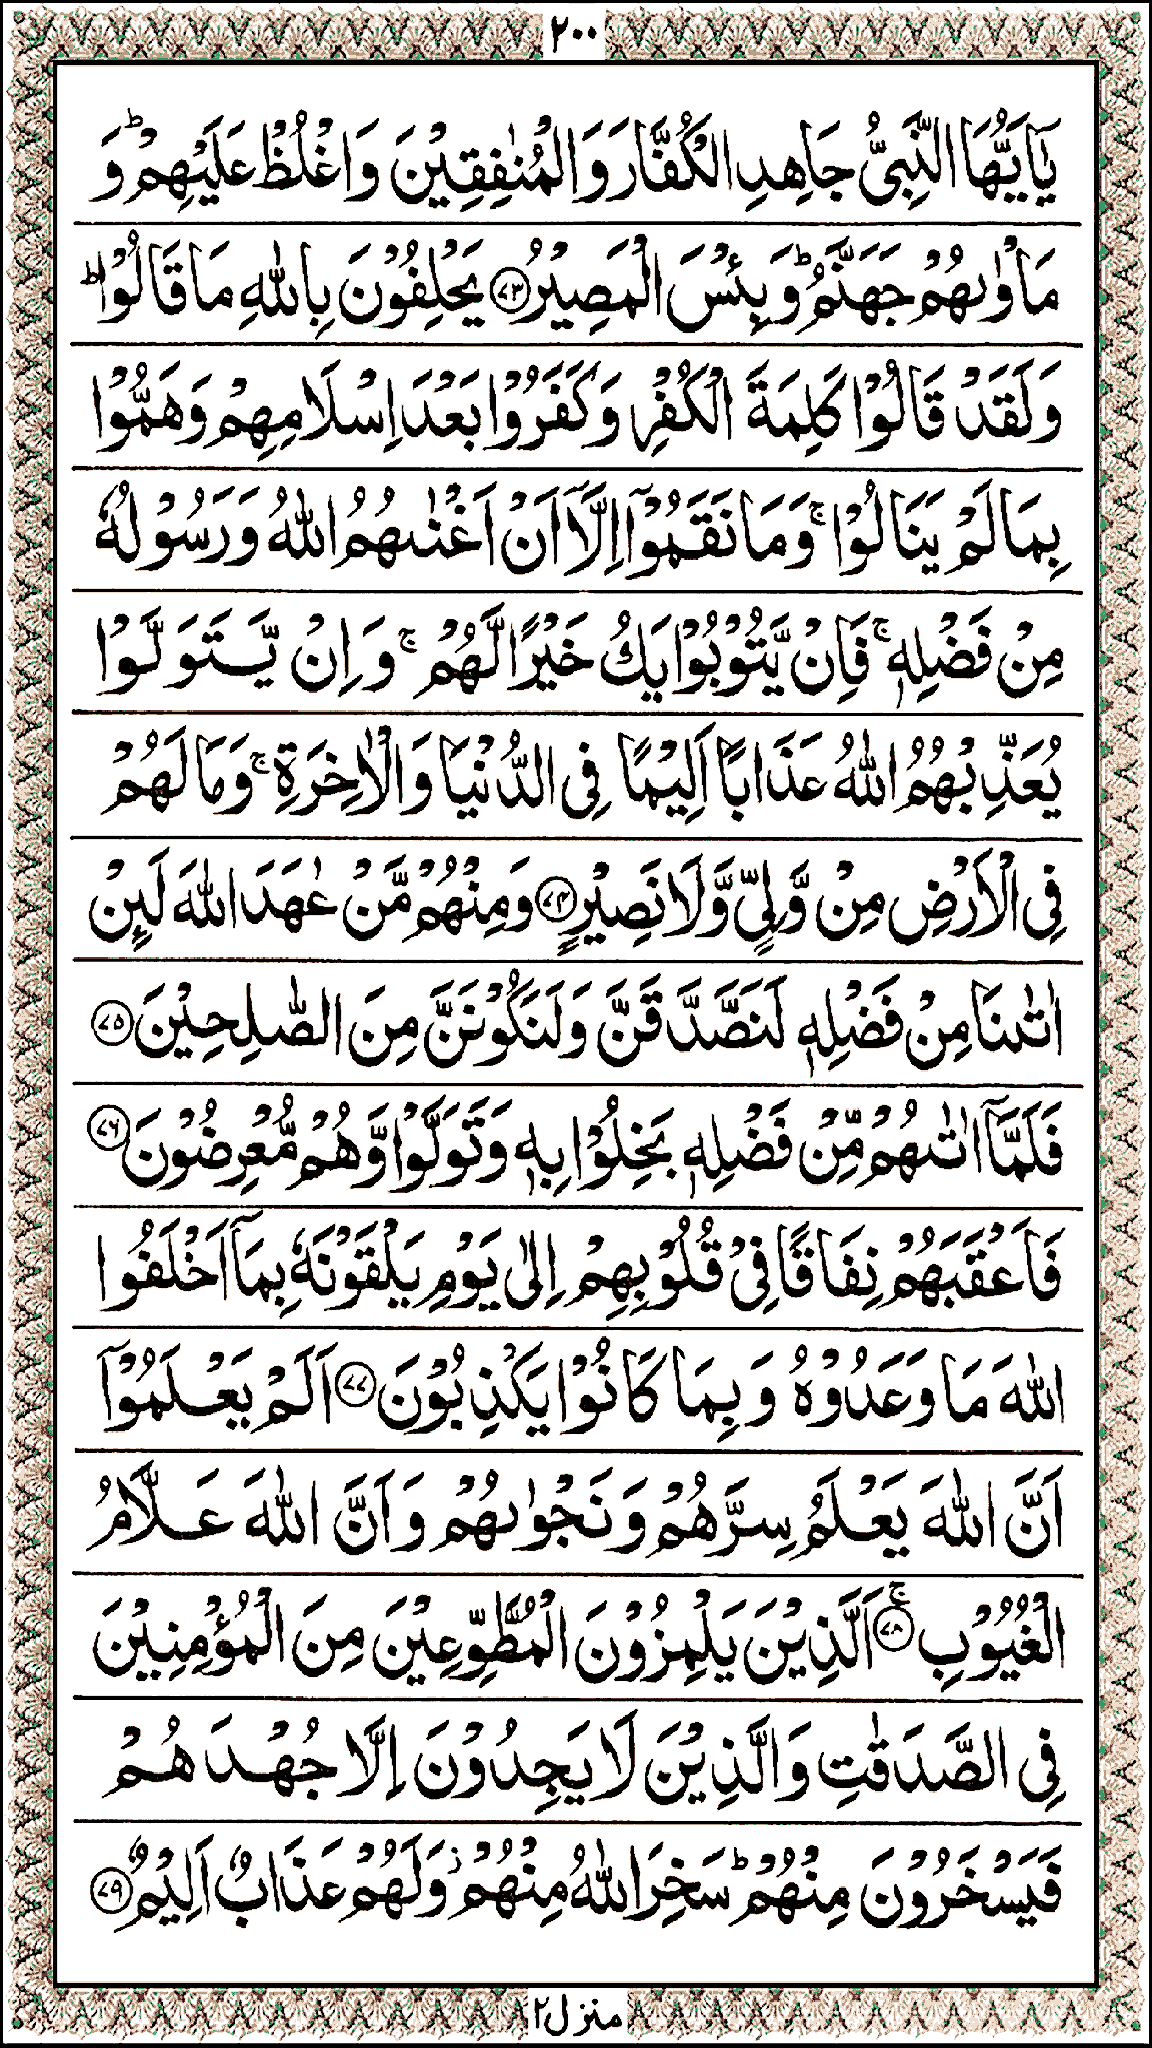 ٢٠٠
يٰۤاَيُّهَا النَّبِىُّ جَاهِدِ الْكُفَّارَ وَالْمُنٰفِقِيْنَ وَاغْلُظْ عَلَيْهِمْ ؕ وَ
مَاْوٰىهُمْ جَهَنَّمُ ؕ وَبِئْسَ الْمَصِيْرُ ﴿۷۳﴾ يَحْلِفُوْنَ بِاللّٰهِ مَا قَالُوْا ؕ
وَلَقَدْ قَالُوْا كَلِمَةَ الْكُفْرِ وَكَفَرُوْا بَعْدَ اِسْلَامِهِمْ وَهَمُّوْا
بِمَا لَمْ يَنَالُوْا ۚ وَمَا نَقَمُوْۤا اِلَّاۤ اَنْ اَغْنٰىهُمُ اللّٰهُ وَرَسُوْلُهٗ
مِنْ فَضْلِهٖ ۚ فَاِنْ يَّتُوْبُوْا يَكُ خَيْرًا لَّهُمْ ۚ وَاِنْ يَّتَوَلَّوْا
يُعَذِّبْهُمُ اللّٰهُ عَذَابًا اَلِيْمًا فِى الدُّنْيَا وَالْاٰخِرَةِ ۚ وَمَا لَهُمْ
فِى الْاَرْضِ مِنْ وَّلِىٍّ وَّلَا نَصِيْرٍ ﴿۷۴﴾ وَمِنْهُمْ مَّنْ عٰهَدَ اللّٰهَ لَئِنْ
اٰتٰىنَا مِنْ فَضْلِهٖ لَنَصَّدَّقَنَّ وَلَنَكُوْنَنَّ مِنَ الصّٰلِحِيْنَ ﴿۷۵﴾
فَلَمَّاۤ اٰتٰىهُمْ مِّنْ فَضْلِهٖ بَخِلُوْا بِهٖ وَتَوَلَّوْا وَّهُمْ مُّعْرِضُوْنَ ﴿۷۶﴾
فَاَعْقَبَهُمْ نِفَاقًا فِىْ قُلُوْبِهِمْ اِلٰى يَوْمِ يَلْقَوْنَهٗ بِمَاۤ اَخْلَفُوا
اللّٰهَ مَا وَعَدُوْهُ وَبِمَا كَانُوْا يَكْذِبُوْنَ ﴿۷۷﴾ اَلَمْ يَعْلَمُوْۤا
اَنَّ اللّٰهَ يَعْلَمُ سِرَّهُمْ وَنَجْوٰىهُمْ وَاَنَّ اللّٰهَ عَلَّامُ
الْغُيُوْبِ ۚ﴿۷۸﴾ اَلَّذِيْنَ يَلْمِزُوْنَ الْمُطَّوِّعِيْنَ مِنَ الْمُؤْمِنِيْنَ
فِى الصَّدَقٰتِ وَالَّذِيْنَ لَا يَجِدُوْنَ اِلَّا جُهْدَهُمْ
فَيَسْخَرُوْنَ مِنْهُمْ ؕ سَخِرَ اللّٰهُ مِنْهُمْ ؗ وَلَهُمْ عَذَابٌ اَلِيْمٌ ﴿۷۹﴾
منزل ٢